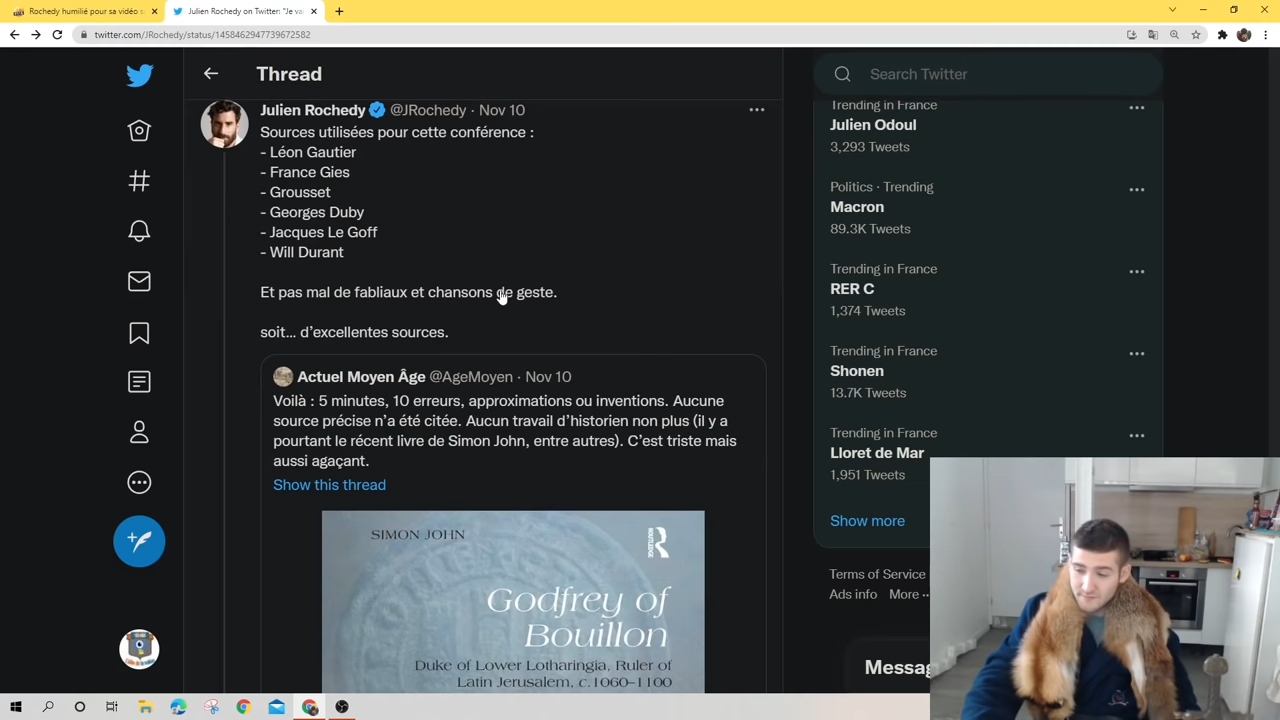 Rochedy humilié pour sa vidéo s
Julien Rochedy on Twitter: "Je vai
twitter.com/JRochedy/status/1458462947739672582
Thread
Search Twitter
Julien Rochedy @JRochedy · Nov 10
Sources utilisées pour cette conférence :
- Léon Gautier
- France Gies
- Grousset
- Georges Duby
- Jacques Le Goff
- Will Durant
Et pas mal de fabliaux et chansons de geste.
soit... d'excellentes sources.
Actuel Moyen Âge @AgeMoyen · Nov 10
Voilà : 5 minutes, 10 erreurs, approximations ou inventions. Aucune
source précise n'a été citée. Aucun travail d'historien non plus (il y a
pourtant le récent livre de Simon John, entre autres). C'est triste mais
aussi agaçant.
Show this thread
SIMON JOHN
R
ROUTLEDGE
Godfrey of
Bouillon
Duke of Lower Lotharingia, Ruler of
Latin Jerusalem, c.1060–1100
Trending in France
Julien Odoul
3,293 Tweets
Politics · Trending
Macron
89.3K Tweets
Trending in France
RER C
1,374 Tweets
Trending in France
Shonen
13.7K Tweets
Trending in France
Lloret de Mar
1,951 Tweets
Show more
Terms of Service
Ads info More ··
Messag